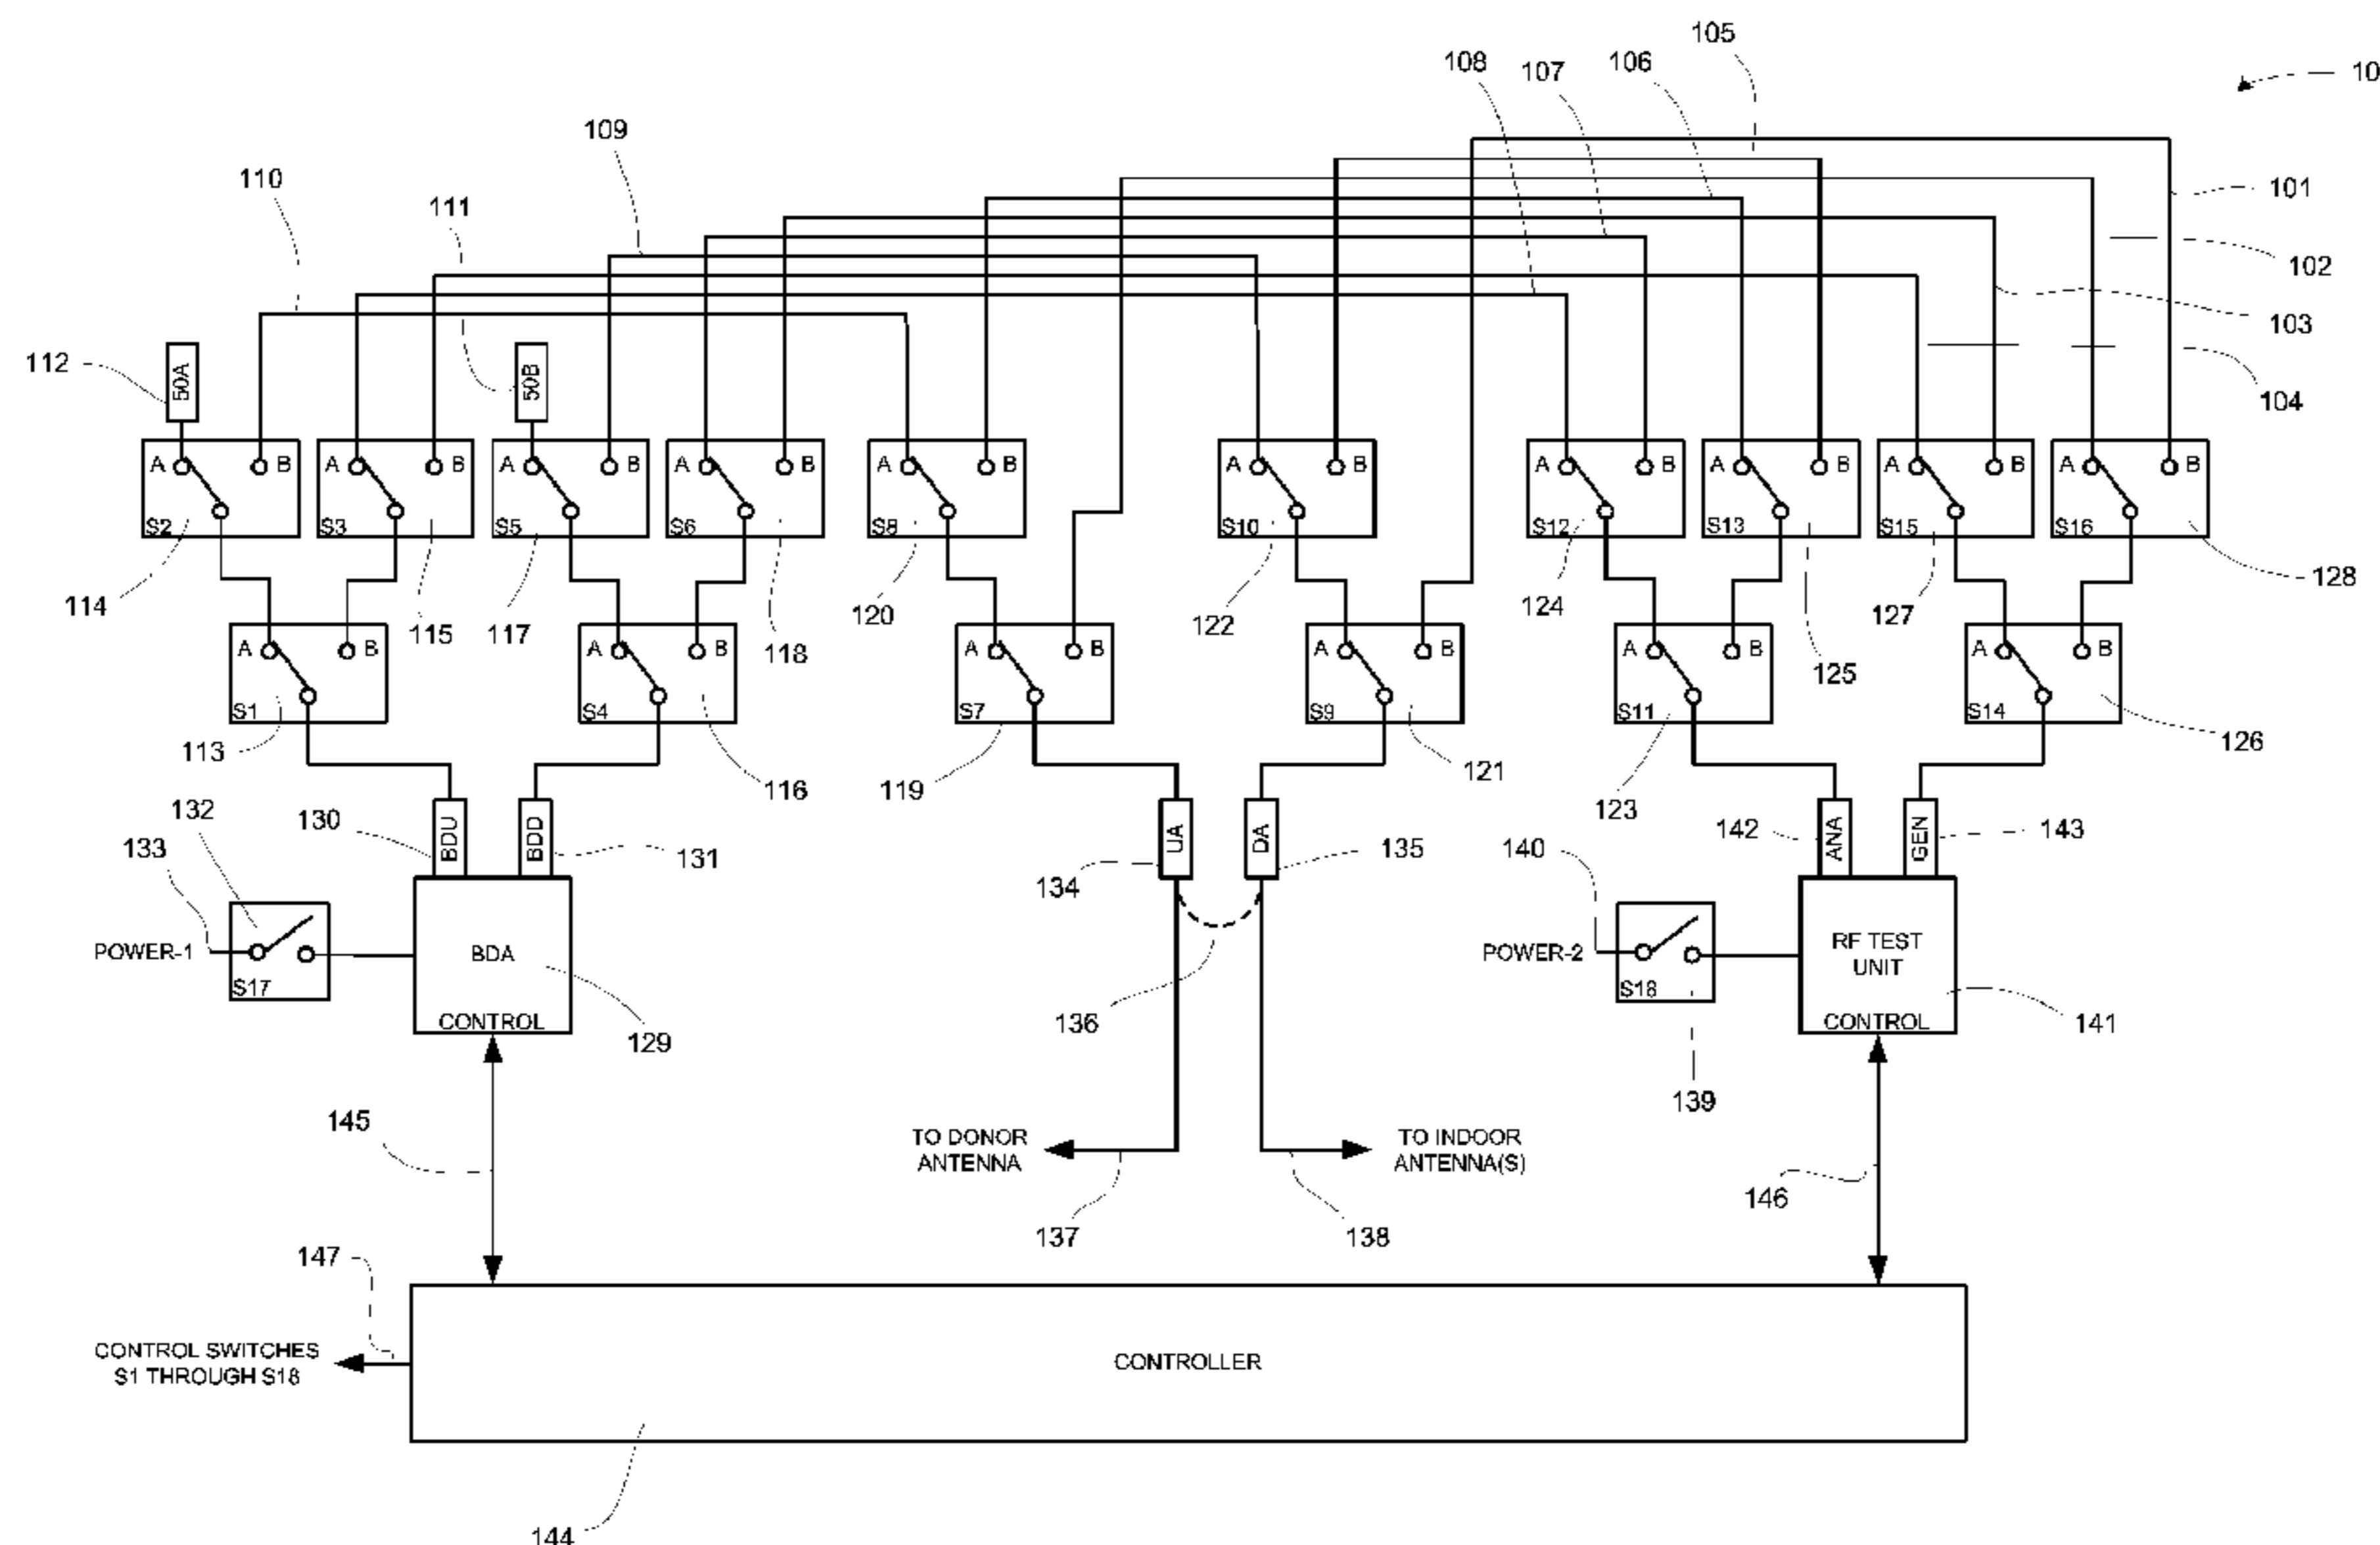 105
108
107
106
10
109
110
101
111
102
103
112
50A
50B
104
A
B
S2
A
B
S3
A
B
S5
A
B
S6
A
B
S8
A
B
S10
A
B
S12
A
B
S13
A
B
S15
A
B
S16
114
115
117
118
120
122
124
125
127
128
A
B
S1
A
B
S4
A
B
S7
A
B
S9
A
B
S11
A
B
S14
113
116
119
121
123
126
132
130
BDU
BDD
131
133
134
UA
DA
135
140
142
ANA
GEN
143
POWER-1
S17
BDA
CONTROL
129
136
POWER-2
S18
RF TEST
UNIT
CONTROL
141
139
145
TO DONOR
ANTENNA
TO INDOOR
ANTENNA(S)
146
137
138
147
CONTROL SWITCHES
S1 THROUGH S18
CONTROLLER
144